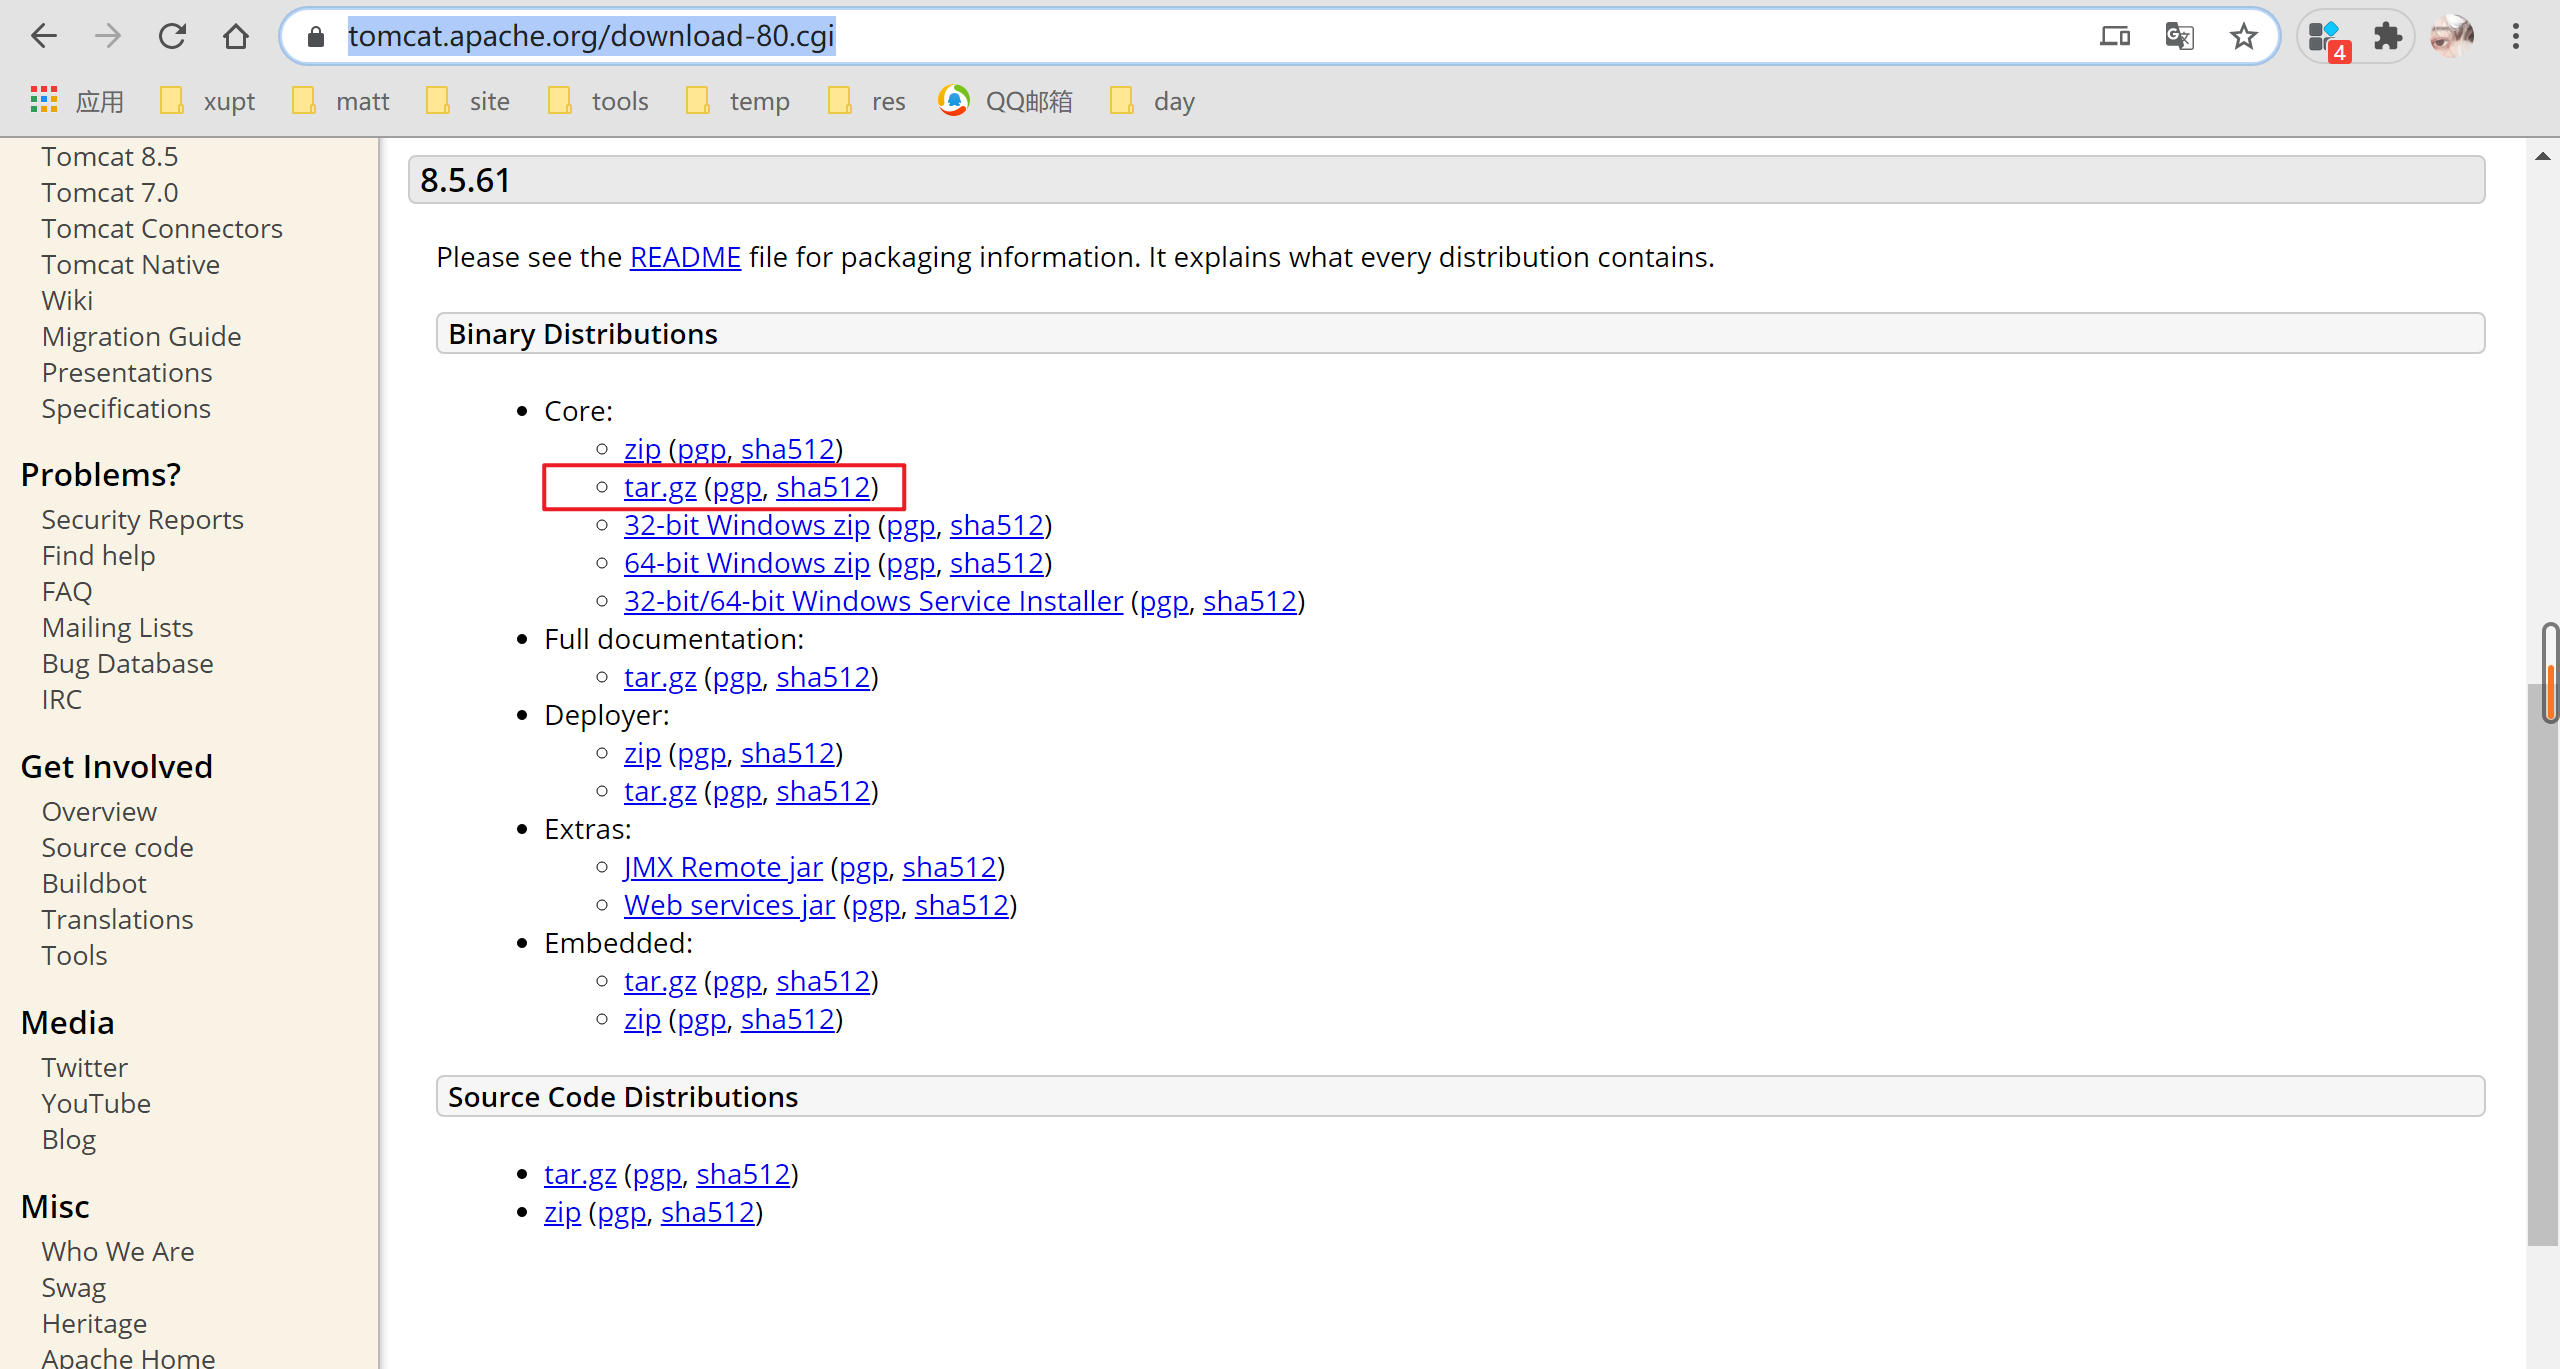 tomcat.apache.org/download-80.cgi
4
应用 xupt matt site tools temp res QQ邮箱 day
Tomcat 8.5
Tomcat 7.0
Tomcat Connectors
Tomcat Native
Wiki
Migration Guide
Presentations
Specifications
Problems?
Security Reports
Find help
FAQ
Mailing Lists
Bug Database
IRC
Get Involved
Overview
Source code
Buildbot
Translations
Tools
Media
Twitter
YouTube
Blog
Misc
Who We Are
Swag
Heritage
Apache Home
8.5.61
Please see the README file for packaging information. It explains what every distribution contains.
Binary Distributions
Core:
zip (pgp, sha512)
tar.gz (pgp, sha512)
32-bit Windows zip (pgp, sha512)
64-bit Windows zip (pgp, sha512)
32-bit/64-bit Windows Service Installer (pgp, sha512)
Full documentation:
tar.gz (pgp, sha512)
Deployer:
zip (pgp, sha512)
tar.gz (pgp, sha512)
Extras:
JMX Remote jar (pgp, sha512)
Web services jar (pgp, sha512)
Embedded:
tar.gz (pgp, sha512)
zip (pgp, sha512)
Source Code Distributions
tar.gz (pgp, sha512)
zip (pgp, sha512)